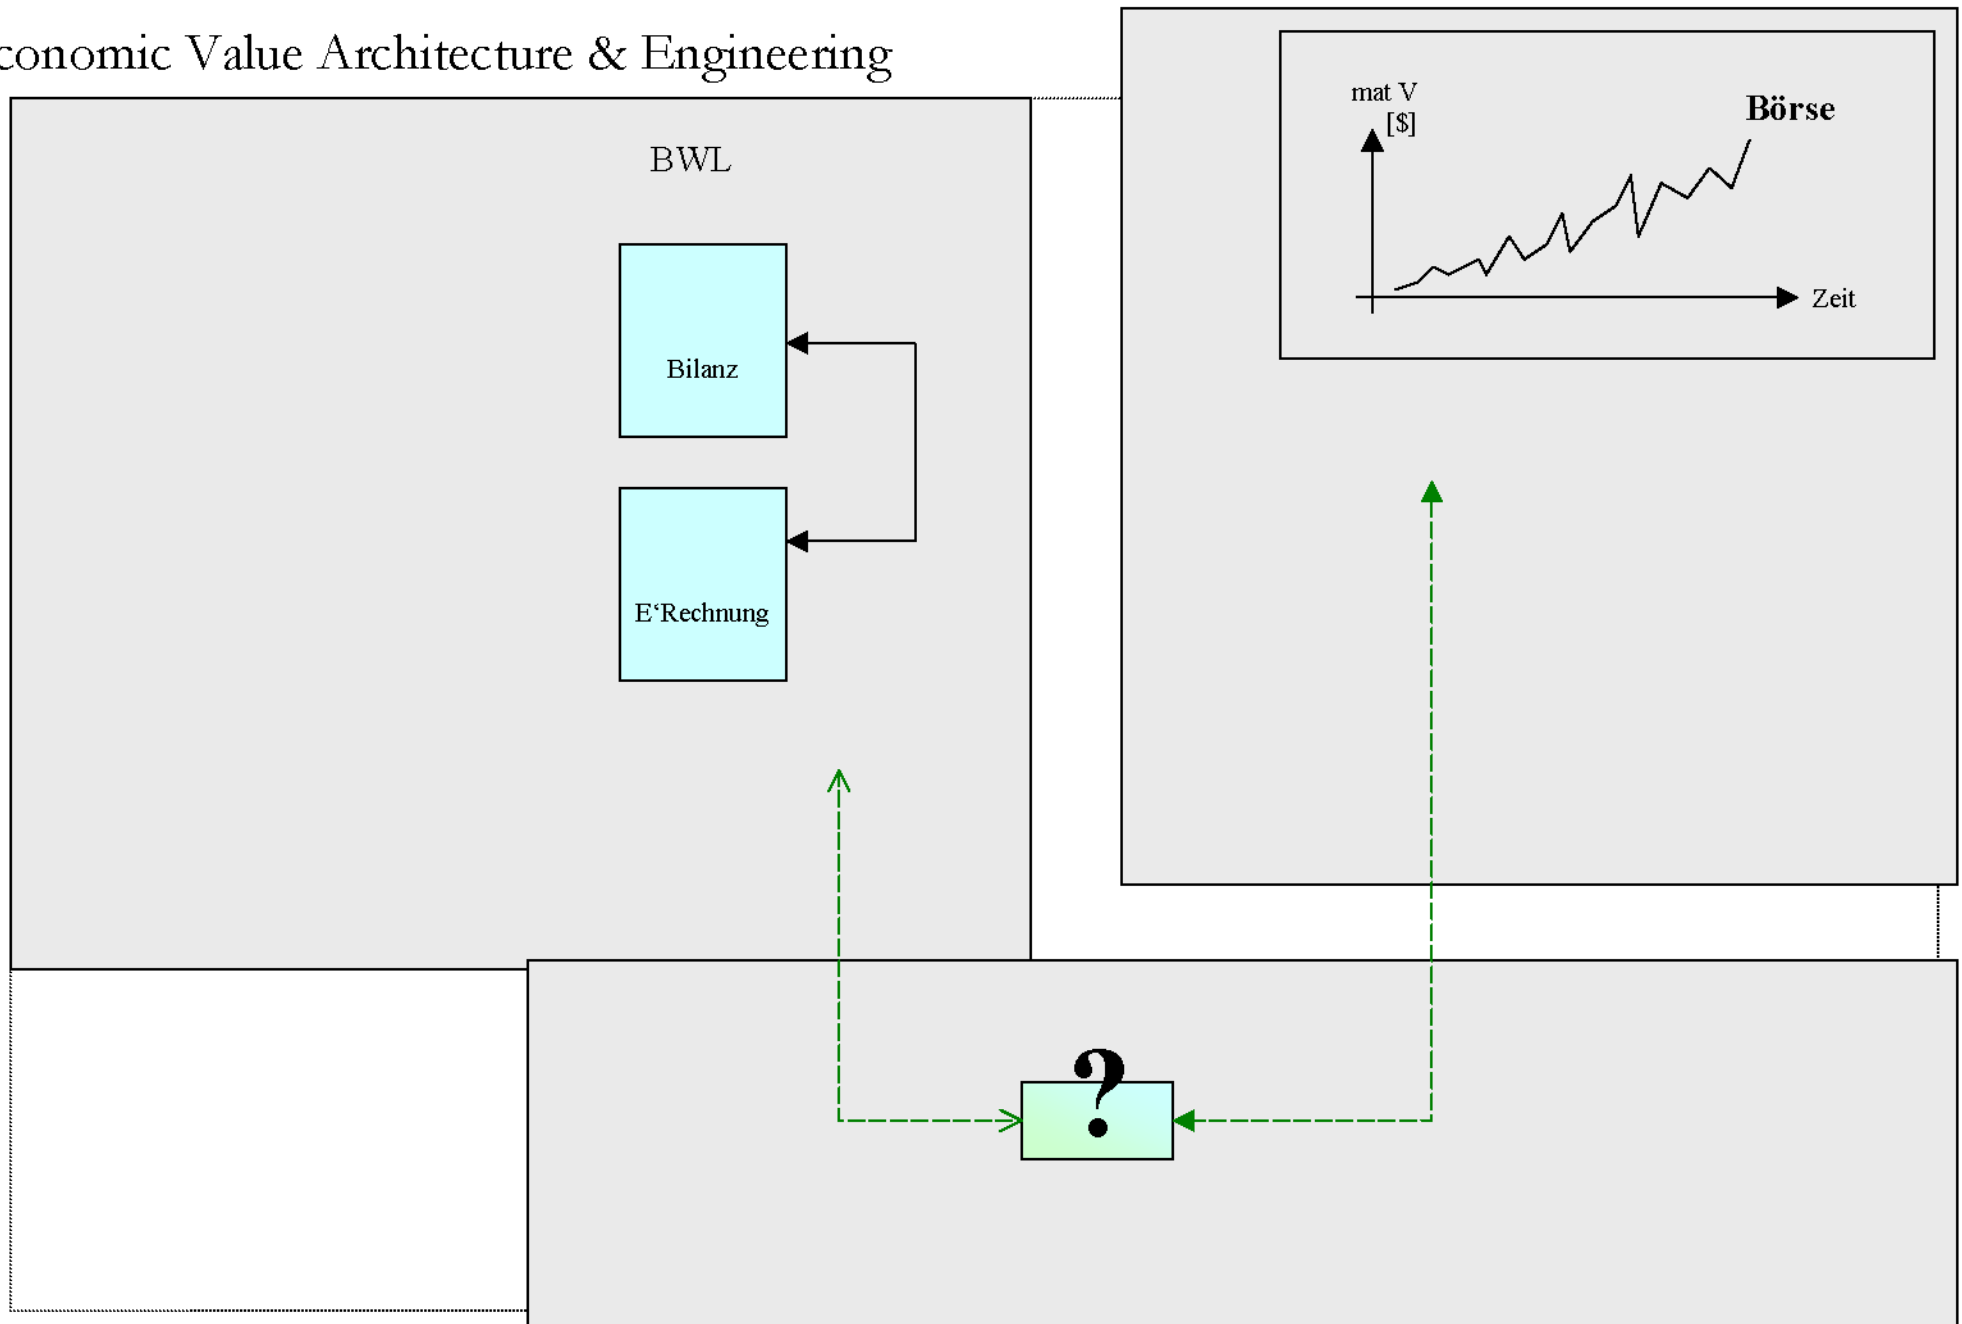 conomic Value Architecture & Engineering
BWL
Bilanz
E‘Rechnung
mat V
[$]
Börse
Zeit
?